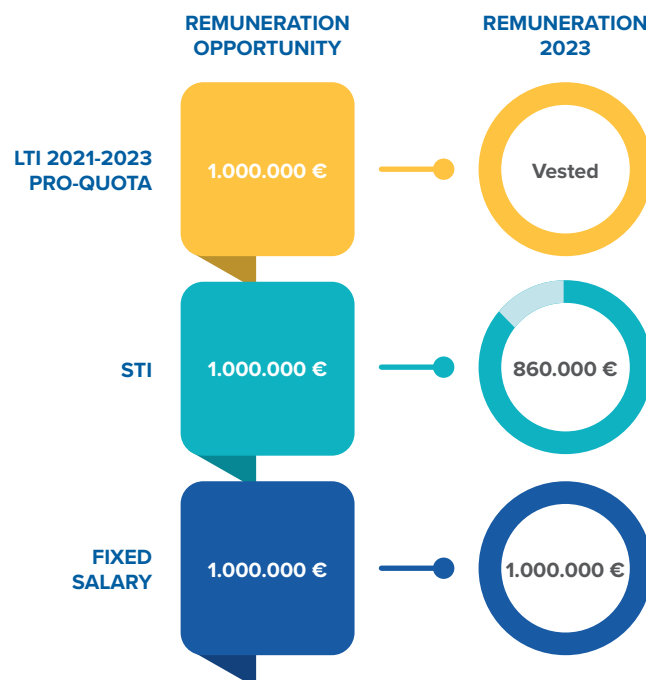 REMUNERATION
OPPORTUNITY
REMUNERATION
2023
LTI 2021-2023
PRO-QUOTA
1.000.000 €
Vested
STI
1.000.000 €
860.000 €
FIXED
SALARY
1.000.000 €
1.000.000 €